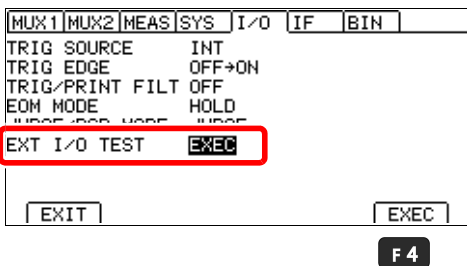 MUX1 MUX2 MEAS SYS I/O IF BIN
TRIG SOURCE INT
TRIG EDGE OFF→ON
TRIG/PRINT FILT OFF
EOM MODE HOLD
EXT I/O TEST EXEC
EXIT EXEC
F4